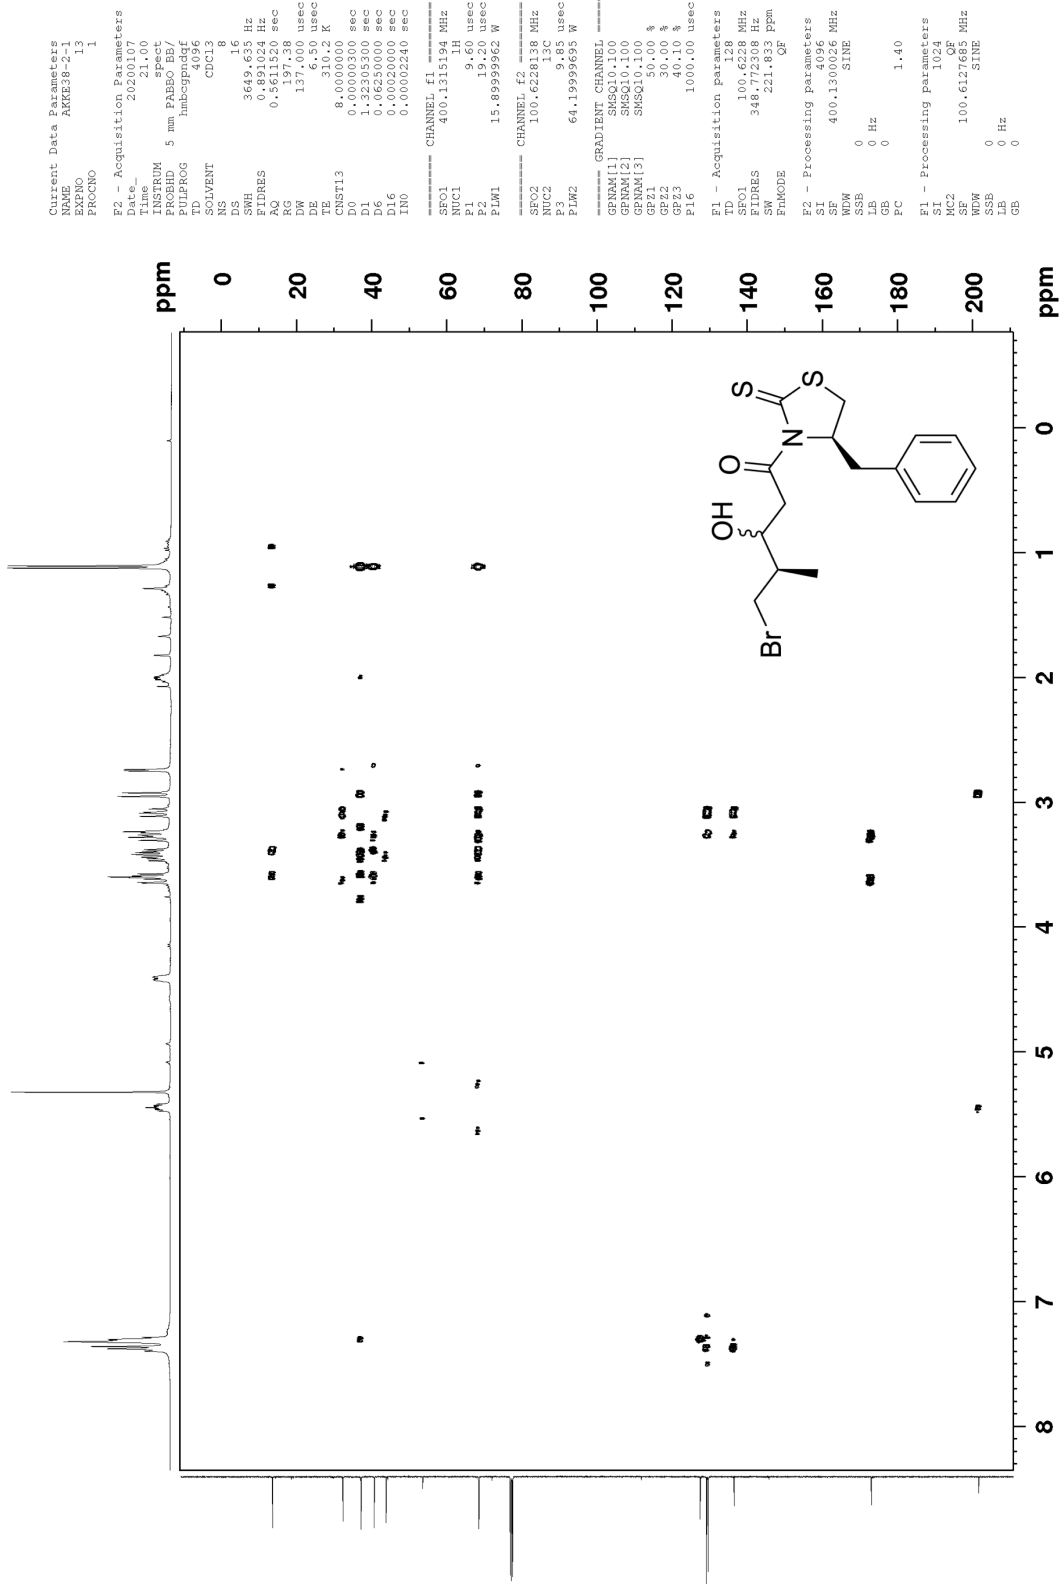 Current Data Parameters
NAME AKKE38-21-1
EXPNO 13
PROCNO 1
F2 - Acquisition Parameters
Date_ 20200107
Time 21.00
INSTRUM spect
PROBHD 5 mm PABBO BB/
PULPROG hmbcgpndqf
TD 4096
SOLVENT CDCl3
NS 8
DS 16
SWH 3649.635 Hz
FIDRES 0.891024 Hz
AQ 0.5611520 sec
RG 197.38
DW 137.000 usec
DE 6.50 usec
TE 310.2 K
CNST13 8.0000000
D0 0.00000300 sec
D1 1.32305300 sec
D6 0.06250000 sec
D16 0.00020000 sec
IN0 0.00002240 sec
======== CHANNEL f1 ========
SFO1 400.1315194 MHz
NUC1 1H
P1 9.60 usec
P2 19.20 usec
PLW1 15.89999962 W
======== CHANNEL f2 ========
SFO2 100.6228138 MHz
NUC2 13C
P3 9.85 usec
PLW2 64.19999695 W
====== GRADIENT CHANNEL =====
GPNAM[1] SMSQ10.100
GPNAM[2] SMSQ10.100
GPNAM[3] SMSQ10.100
GPZ1 50.00 %
GPZ2 30.00 %
GPZ3 40.10 %
P16 1000.00 usec
F1 - Acquisition parameters
TD 128
SFO1 100.6228 MHz
FIDRES 348.772308 Hz
SW 221.833 ppm
FnMODE QF
F2 - Processing parameters
SI 4096
SF 400.1300026 MHz
WDW SINE
SSB 0
LB 0 Hz
GB 0
PC 1.40
F1 - Processing parameters
SI 1024
MC2 QF
SF 100.6127685 MHz
WDW SINE
SSB 0
LB 0 Hz
GB 0
ppm
0
20
40
60
80
100
120
140
160
180
200
ppm
8
7
6
5
4
3
2
1
0
Br
OH
O
N
S
S